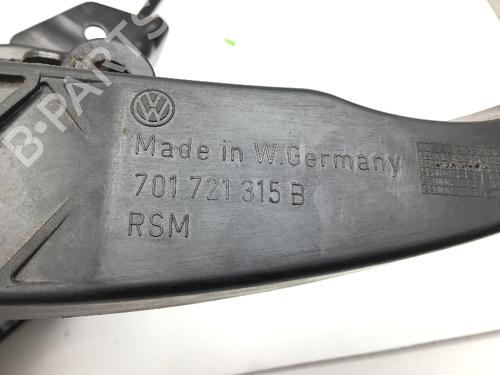 B-PARTS
Made in W.Germany
701 721 315 B
RSM